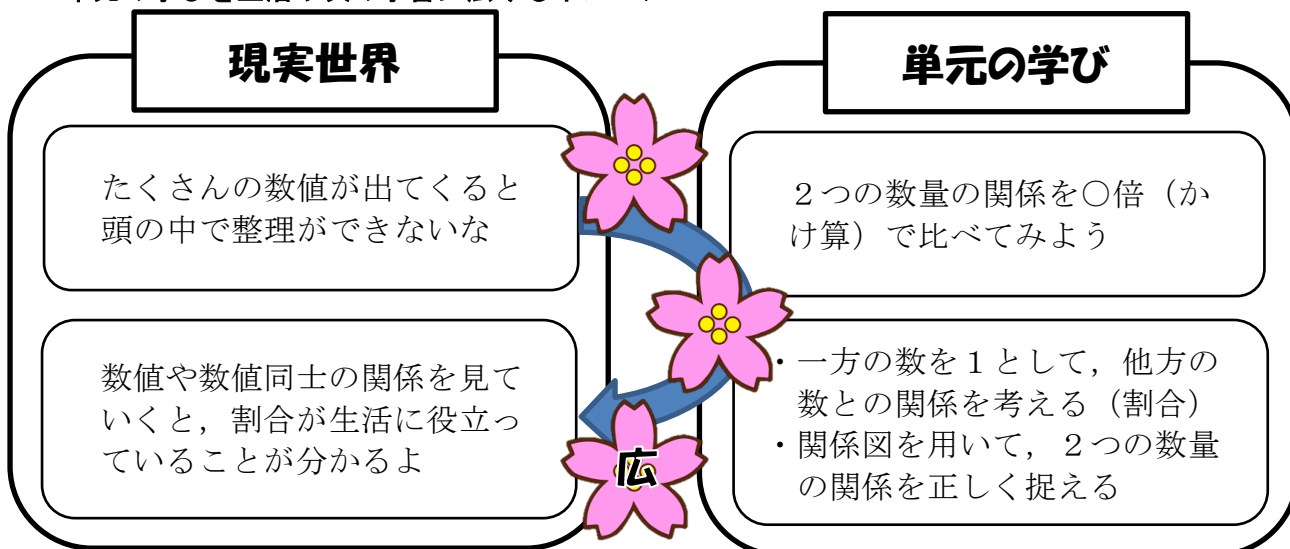 現実世界
たくさんの数値が出てくると
頭の中で整理ができないな
数値や数値同士の関係を見て
いくと，割合が生活に役立っ
ていることが分かるよ
広
単元の学び
２つの数量の関係を○倍（か
け算）で比べてみよう
・一方の数を１として，他方の
数との関係を考える（割合）
・関係図を用いて，２つの数量
の関係を正しく捉える